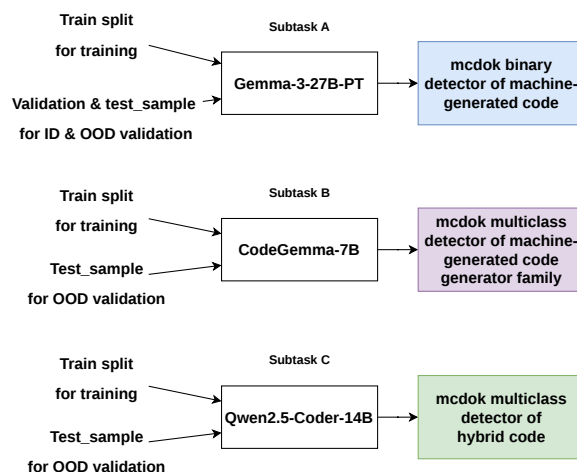 Subtask A
Train split
for training
Validation & test_sample
for ID & OOD validation
Gemma-3-27B-PT
mcdok binary
detector of machine-
generated code
Subtask B
Train split
for training
Test_sample
for OOD validation
CodeGemma-7B
mcdok multiclass
detector of machine-
generated code
generator family
Subtask C
Train split
for training
Test_sample
for OOD validation
Qwen2.5-Coder-14B
mcdok multiclass
detector of
hybrid code